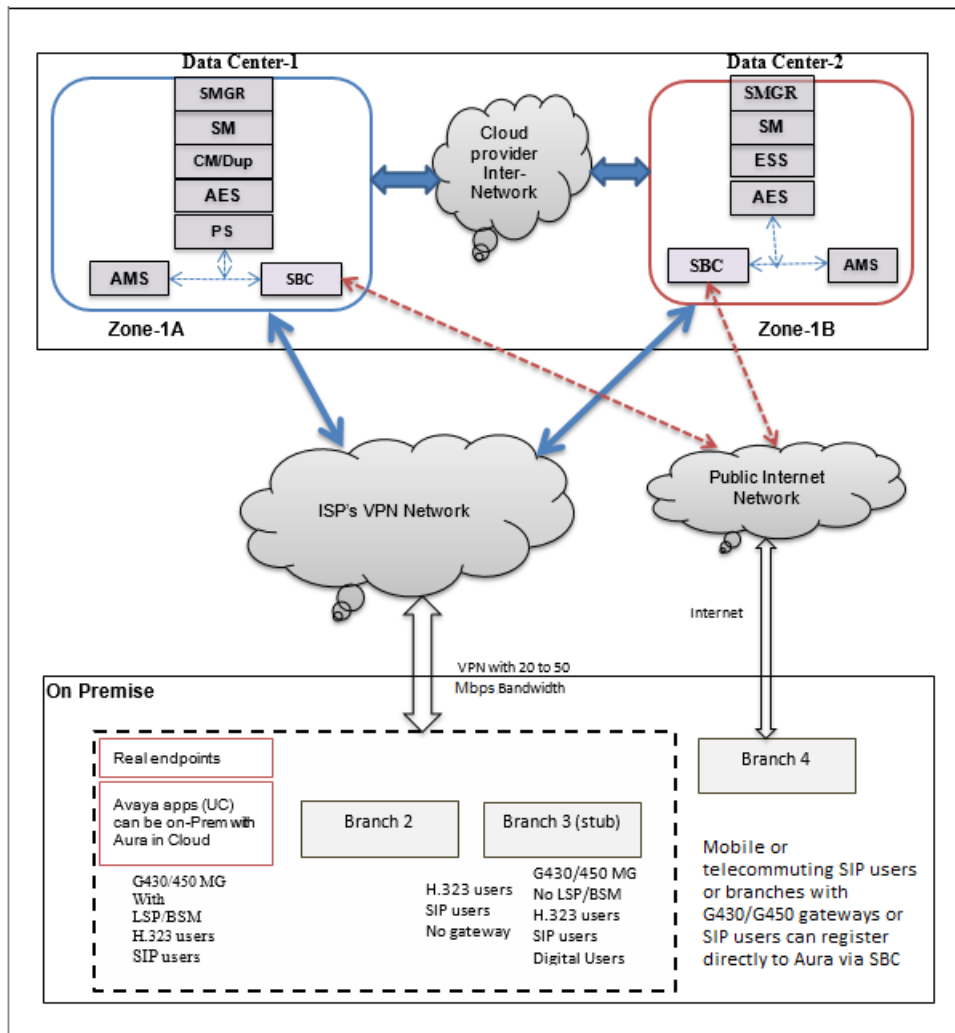 Data Center-1
SMGR
SM
CM/Dup
AES
PS
AMS
SBC
Zone-1A
Cloud
provider
Inter-
Network
Data Center-2
SMGR
SM
ESS
AES
SBC
AMS
Zone-1B
ISP's VPN Network
Public Internet
Network
VPN with 20 to 50
Mbps Bandwidth
Internet
On Premise
Real endpoints
Avaya apps (UC)
can be on-Prem with
Aura in Cloud
G430/450 MG
With
LSP/BSM
H.323 users
SIP users
Branch 2
H.323 users
SIP users
No gateway
Branch 3 (stub)
G430/450 MG
No LSP/BSM
H.323 users
SIP users
Digital Users
Branch 4
Mobile or
telecommuting SIP users
or branches with
G430/G450 gateways or
SIP users can register
directly to Aura via SBC